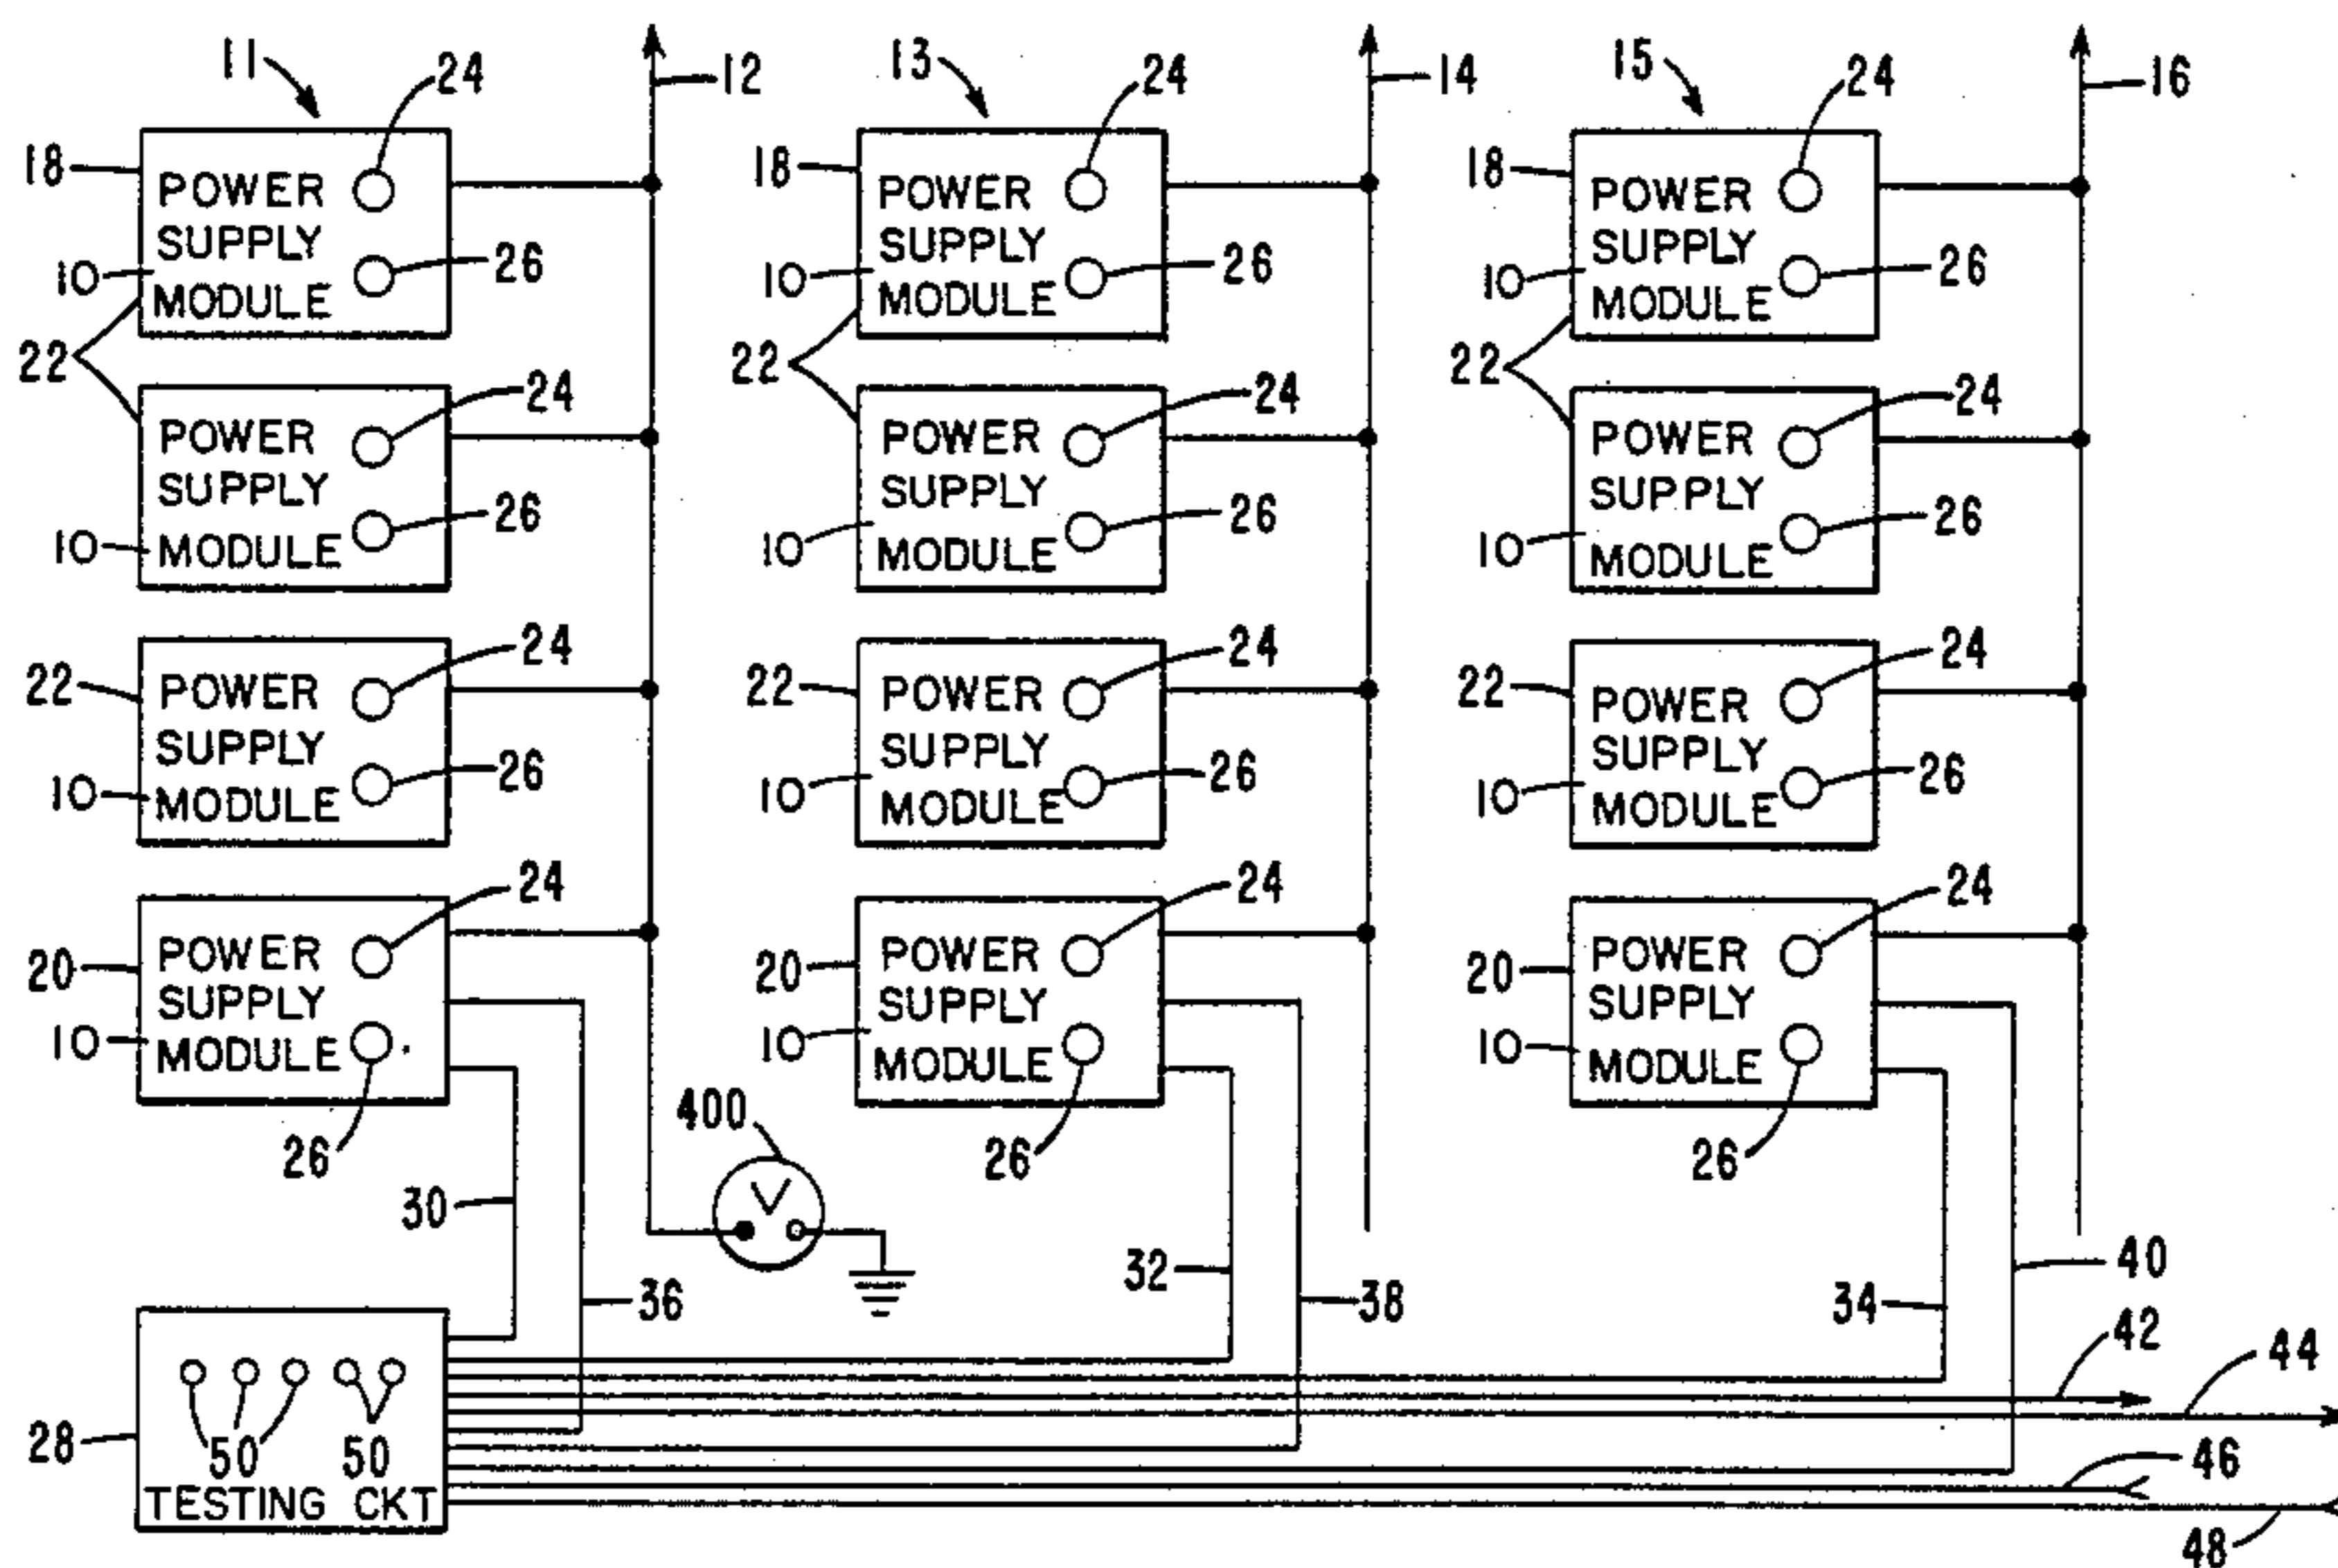 11 24 12 13 24 14 15 24 16
18 POWER SUPPLY MODULE 10 26
18 POWER SUPPLY MODULE 10 26
18 POWER SUPPLY MODULE 10 26
22 22 22
POWER SUPPLY MODULE 10 24 26
POWER SUPPLY MODULE 10 24 26
POWER SUPPLY MODULE 10 24 26
22 POWER SUPPLY MODULE 10 24 26
22 POWER SUPPLY MODULE 10 24 26
22 POWER SUPPLY MODULE 10 24 26
20 POWER SUPPLY MODULE 10 24 26
20 POWER SUPPLY MODULE 10 24 26
20 POWER SUPPLY MODULE 10 24 26
400
V
30 36 32 38 34 40
42 44
28 50 50
TESTING CKT
46
48